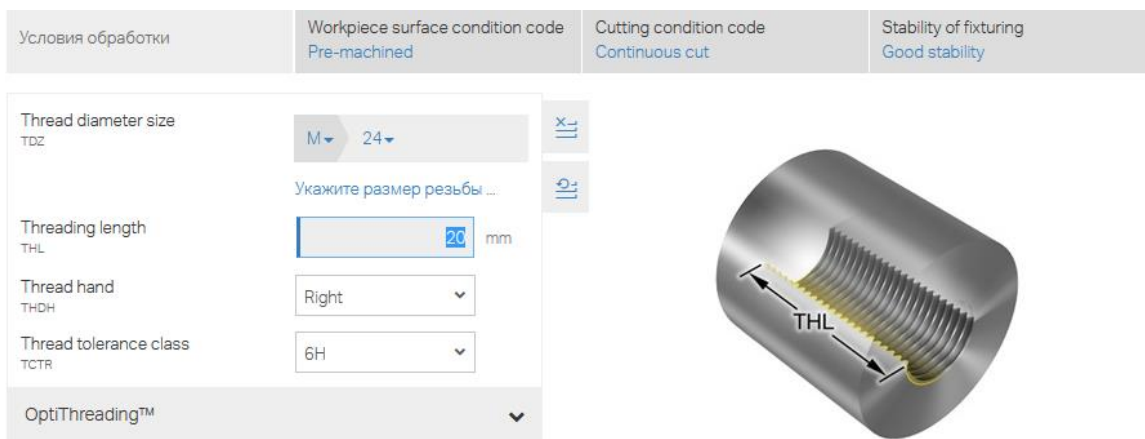 Условия обработки
Workpiece surface condition code
Pre-machined
Cutting condition code
Continuous cut
Stability of fixturing
Good stability
Thread diameter size
TDZ
M 24
Укажите размер резьбы ...
Threading length
THL
20 mm
Thread hand
THDH
Right
Thread tolerance class
TCTR
6H
OptiThreading™
THL